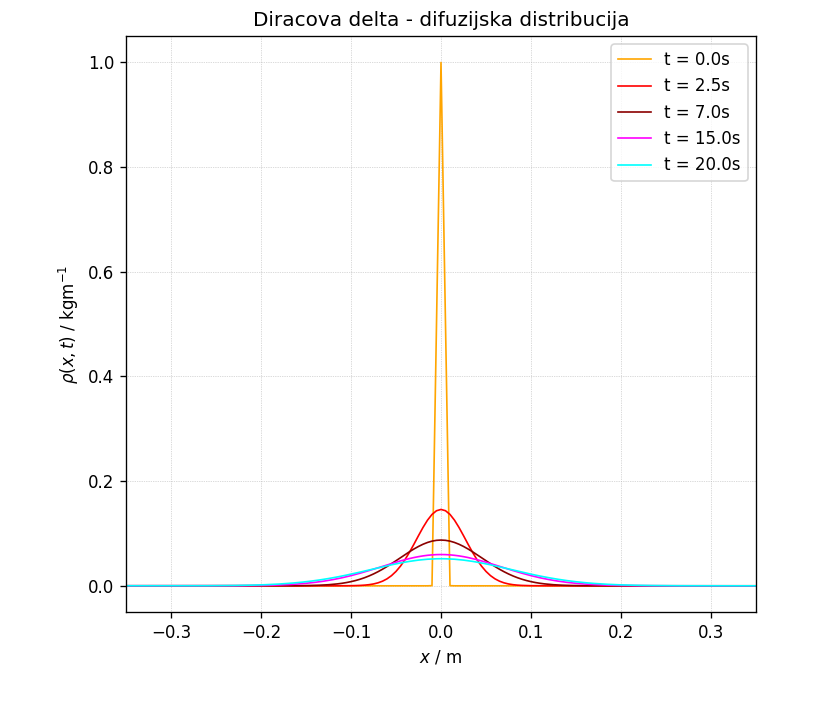 Diracova delta - difuzijska distribucija
t = 0.0s
t = 2.5s
t = 7.0s
t = 15.0s
t = 20.0s
1.0
0.8
0.6
0.4
0.2
0.0
ρ(x, t) / kgm⁻¹
−0.3 −0.2 −0.1 0.0 0.1 0.2 0.3
x / m